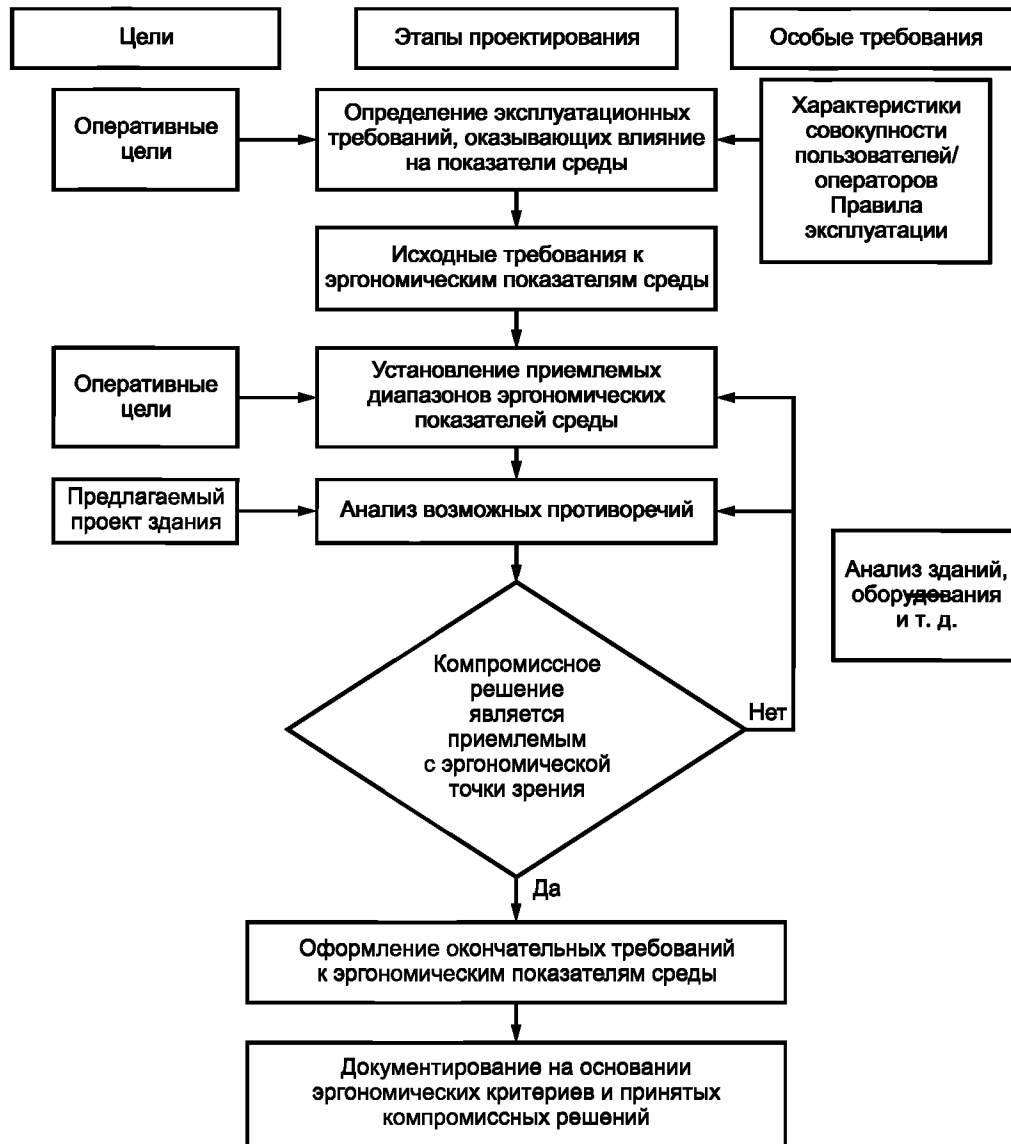 Цели
Этапы проектирования
Особые требования
Оперативные
цели
Определение эксплуатационных
требований, оказывающих влияние
на показатели среды
Характеристики
совокупности
пользователей/
операторов
Правила
эксплуатации
Исходные требования к
эргономическим показателям среды
Оперативные
цели
Установление приемлемых
диапазонов эргономических
показателей среды
Предлагаемый
проект здания
Анализ возможных противоречий
Анализ зданий,
оборудования
и т. д.
Компромиссное
решение
является
приемлемым
с эргономической
точки зрения
Нет
Да
Оформление окончательных требований
к эргономическим показателям среды
Документирование на основании
эргономических критериев и принятых
компромиссных решений